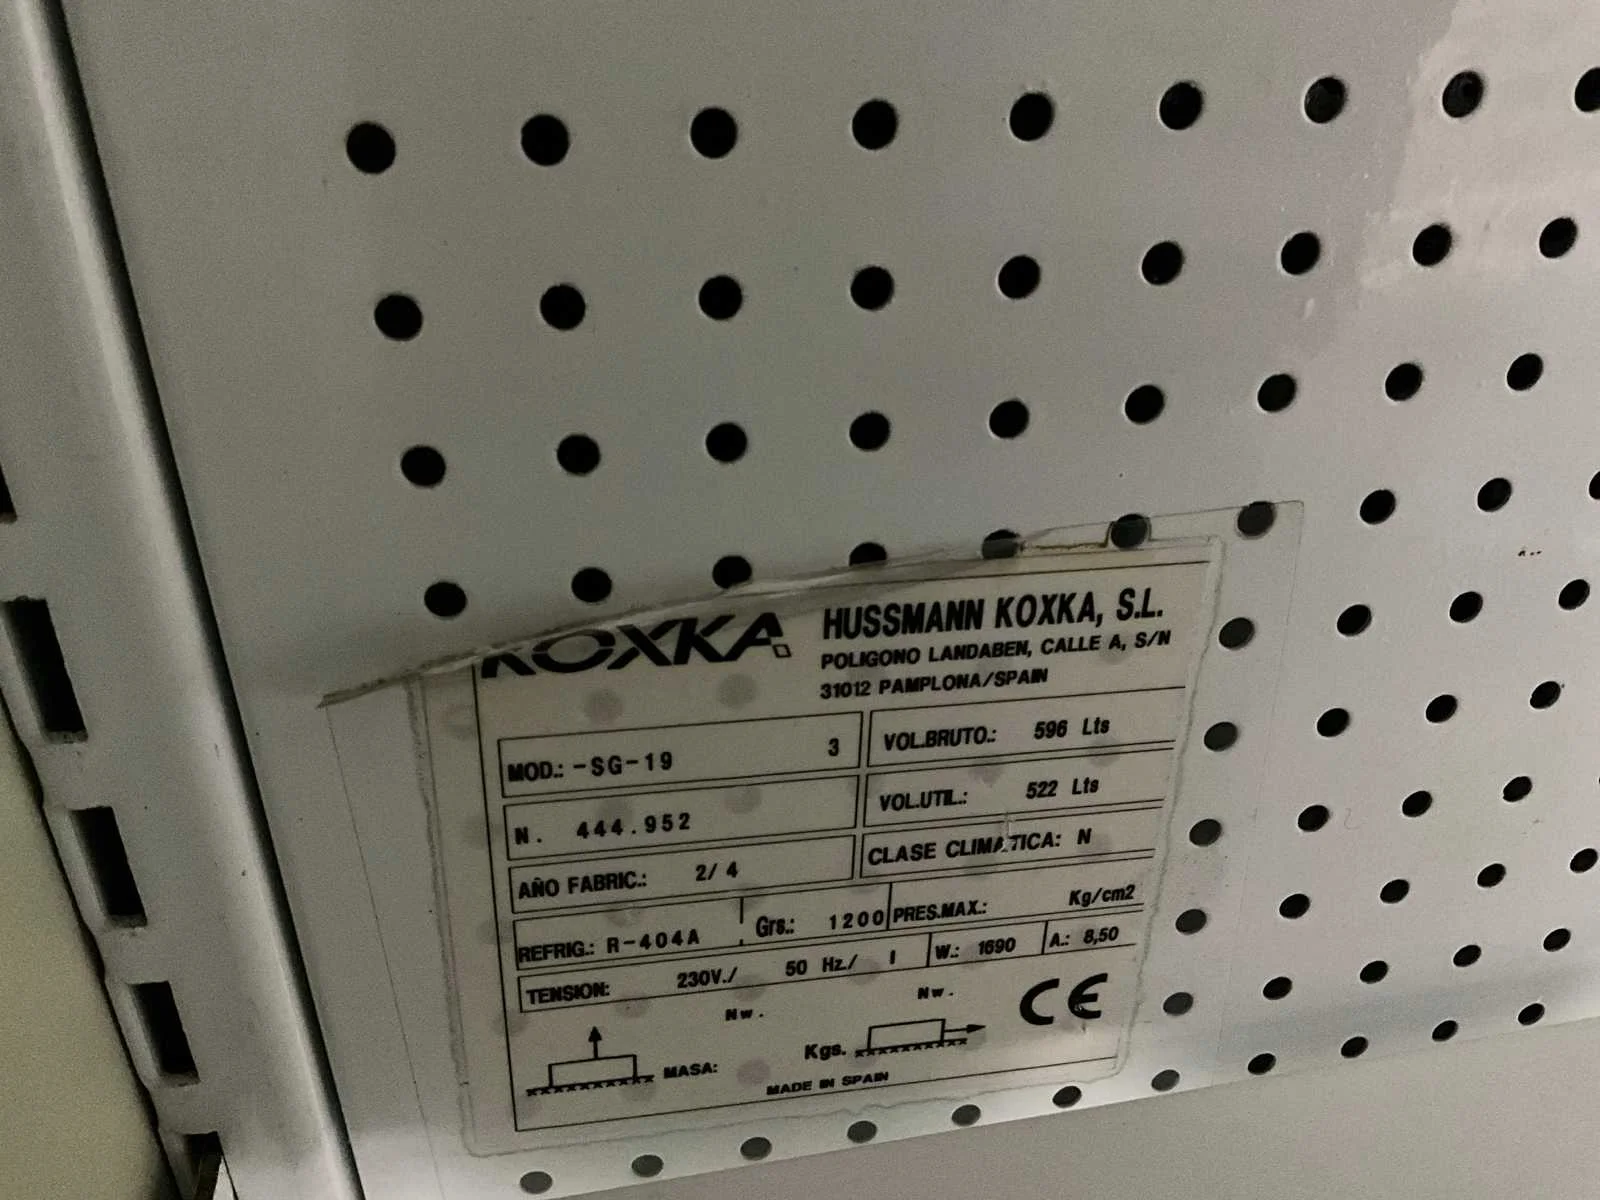 KOXKA
HUSSMANN KOXKA, S.L.
POLIGONO LANDABEN, CALLE A, S/N
31012 PAMPLONA/SPAIN
MOD.: -SG-19 3
VOL.BRUTO.: 596 Lts
N. 444.952
VOL.UTIL.: 522 Lts
AÑO FABRIC.: 2/ 4
CLASE CLIMATICA: N
REFRIG.: R-404A Grs.: 1200 PRES.MAX.: Kg/cm2
TENSION: 230V./ 50 Hz./ I W.: 1690 A.: 8,50
Nw. Nw. CE
MASA: Kgs.
MADE IN SPAIN